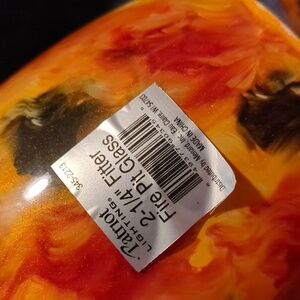 Patriot
LIGHTING®
2-1/4" Fitter
Fire Pit Glass
345-2213
Distributed by Menard, Inc. Eau Claire, WI 54703
MADE IN CHINA